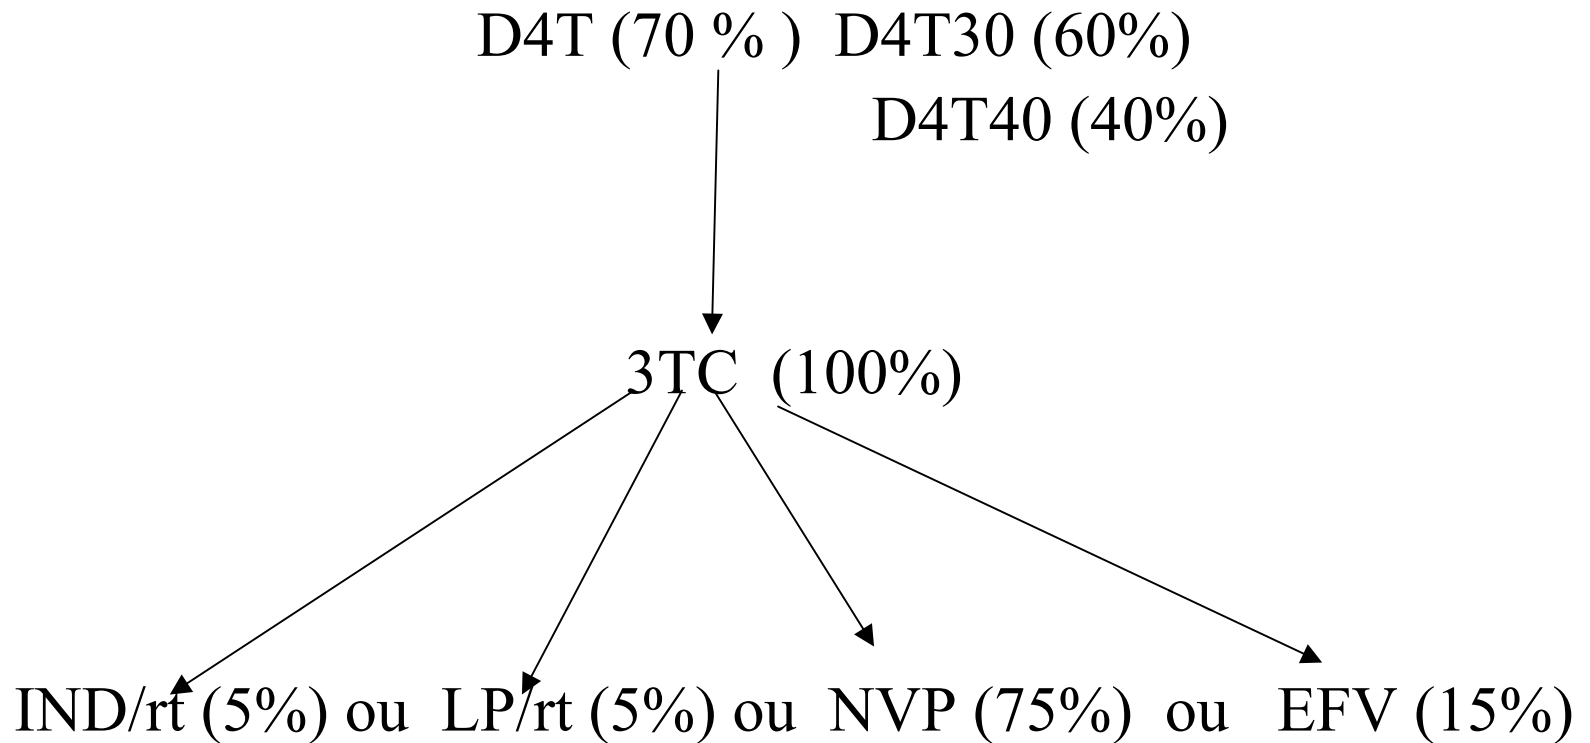 D4T (70 % ) D4T30 (60%)
D4T40 (40%)
3TC (100%)
IND/rt (5%) ou LP/rt (5%) ou NVP (75%) ou EFV (15%)